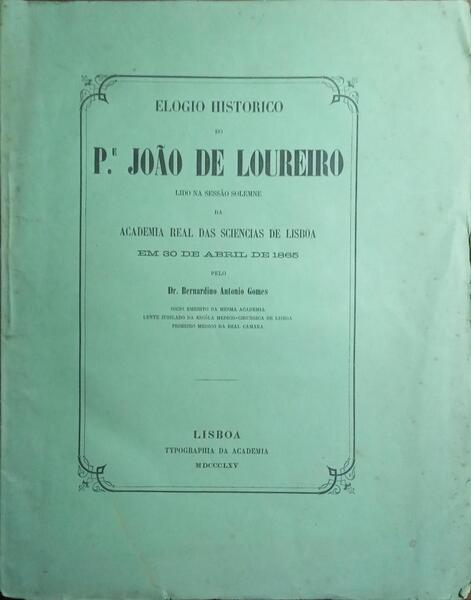 ELOGIO HISTORICO
DO
P.E JOÃO DE LOUREIRO
LIDO NA SESSÃO SOLEMNE
DA
ACADEMIA REAL DAS SCIENCIAS DE LISBOA
EM 30 DE ABRIL DE 1865
PELO
Dr. Bernardino Antonio Gomes
SOCIO EMERITO DA MESMA ACADEMIA
LENTE JUBILADO DA ESCÓLA MEDICO-CIRURGICA DE LISBOA
PRIMEIRO MEDICO DA REAL CAMARA
LISBOA
TYPOGRAPHIA DA ACADEMIA
MDCCCLXV